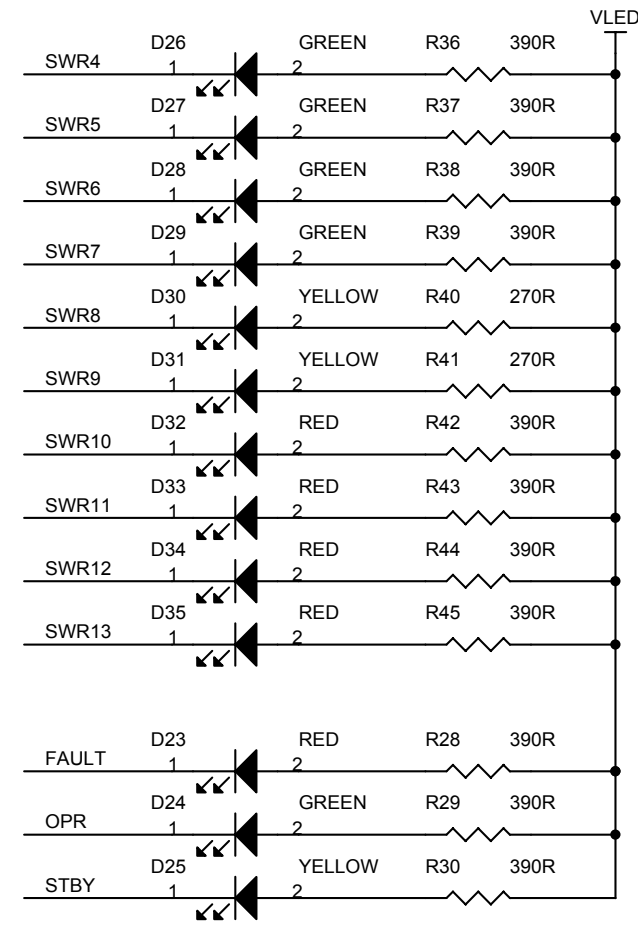 VLED
D26 GREEN R36 390R
SWR4 1 2
D27 GREEN R37 390R
SWR5 1 2
D28 GREEN R38 390R
SWR6 1 2
D29 GREEN R39 390R
SWR7 1 2
D30 YELLOW R40 270R
SWR8 1 2
D31 YELLOW R41 270R
SWR9 1 2
D32 RED R42 390R
SWR10 1 2
D33 RED R43 390R
SWR11 1 2
D34 RED R44 390R
SWR12 1 2
D35 RED R45 390R
SWR13 1 2
D23 RED R28 390R
FAULT 1 2
D24 GREEN R29 390R
OPR 1 2
D25 YELLOW R30 390R
STBY 1 2